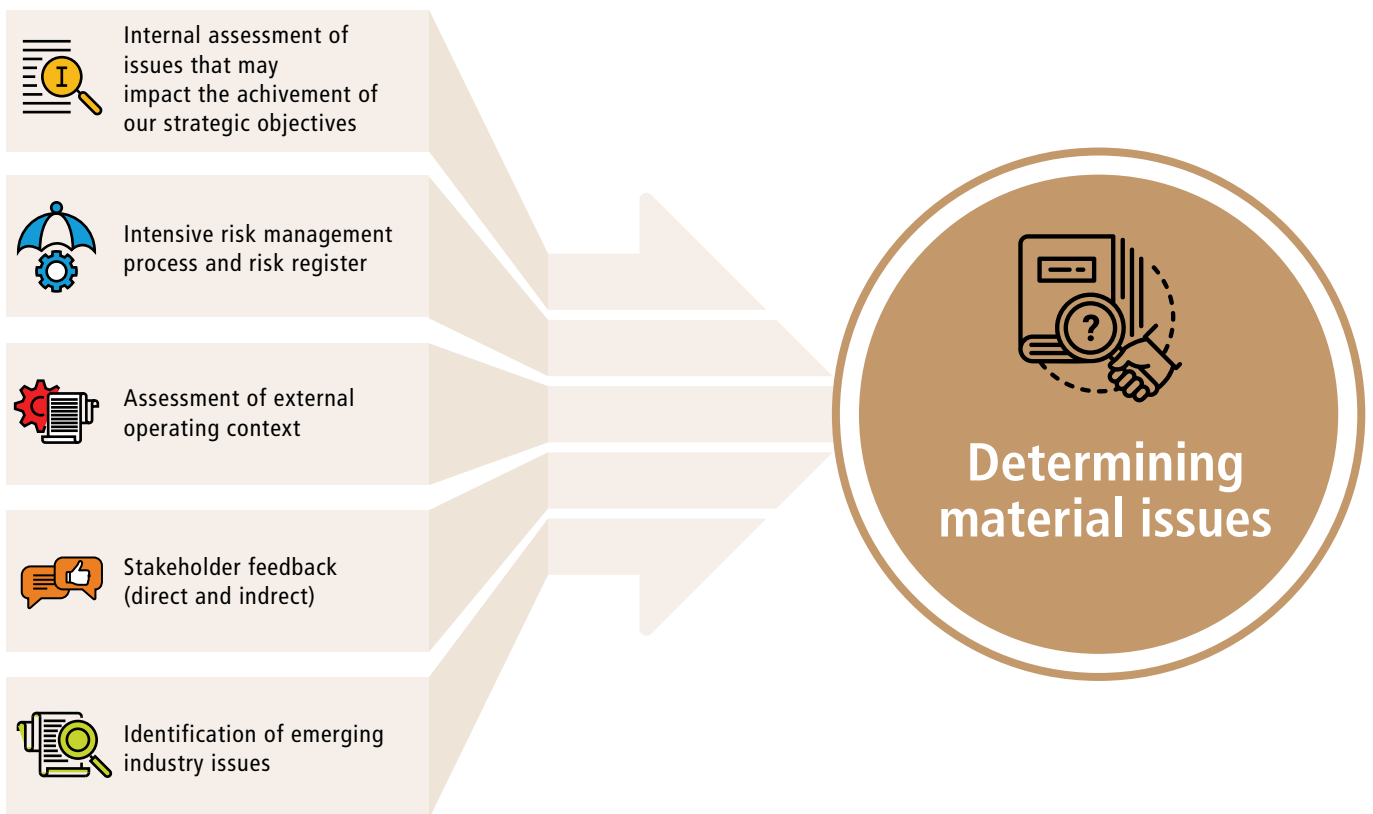 Internal assessment of
issues that may
impact the achivement of
our strategic objectives
Intensive risk management
process and risk register
Assessment of external
operating context
Stakeholder feedback
(direct and indirect)
Identification of emerging
industry issues
I
?
Determining
material issues